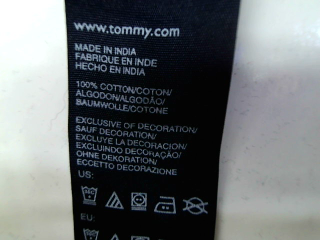 www.tommy.com
MADE IN INDIA
FABRIQUE EN INDE
HECHO EN INDIA
100% COTTON/COTON/
ALGODON/ALGODÃO/
BAUMWOLLE/COTONE
EXCLUSIVE OF DECORATION/
SAUF DECORATION/
EXCLUYE LA DECORACION/
EXCLUINDO DECORAÇÃO/
OHNE DEKORATION/
ECCETTO DECORAZIONE
US:
EU: